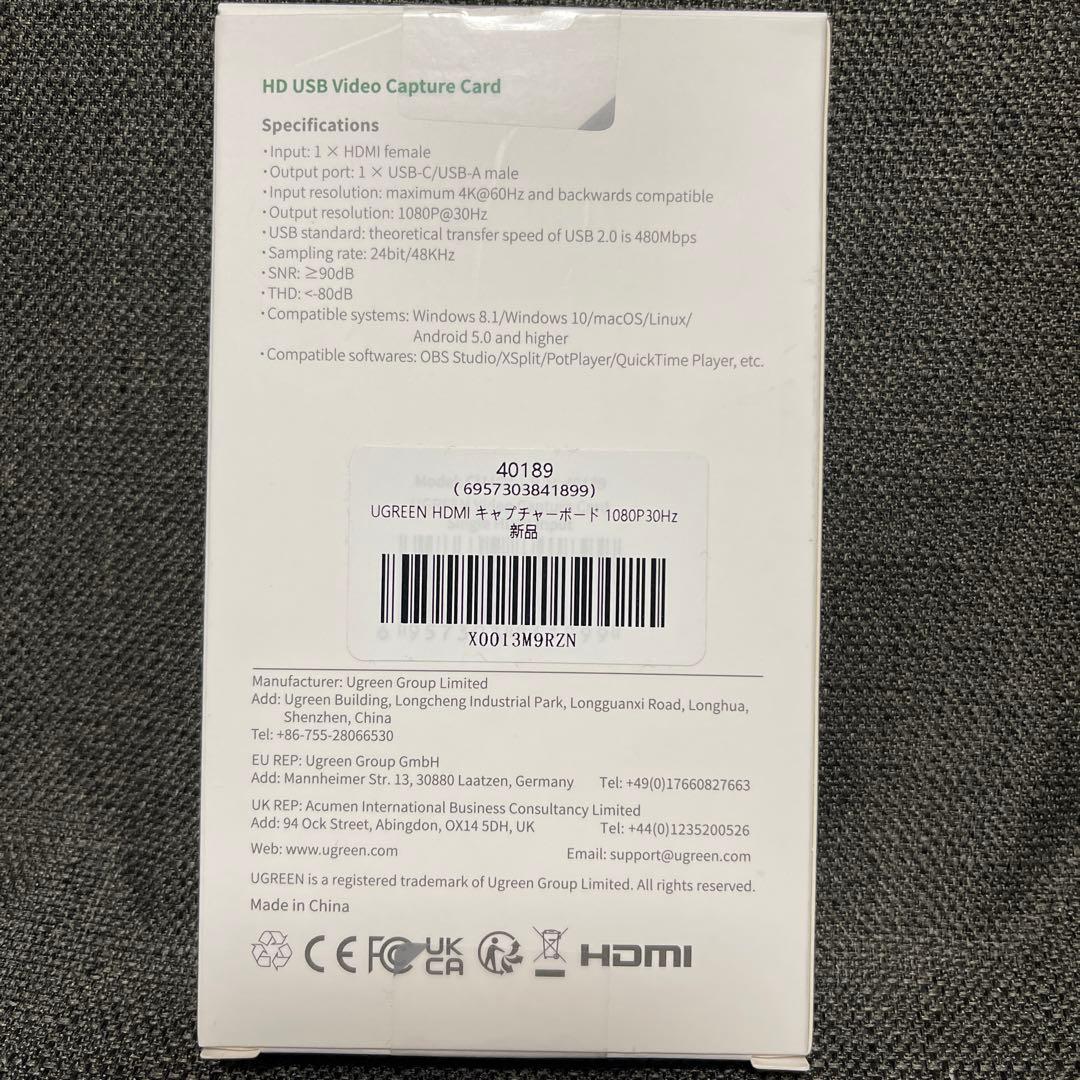 HD USB Video Capture Card
Specifications
・Input: 1 × HDMI female
・Output port: 1 × USB-C/USB-A male
・Input resolution: maximum 4K@60Hz and backwards compatible
・Output resolution: 1080P@30Hz
・USB standard: theoretical transfer speed of USB 2.0 is 480Mbps
・Sampling rate: 24bit/48KHz
・SNR: ≥90dB
・THD: <-80dB
・Compatible systems: Windows 8.1/Windows 10/macOS/Linux/
Android 5.0 and higher
・Compatible softwares: OBS Studio/XSplit/PotPlayer/QuickTime Player, etc.
40189
(6957303841899)
UGREEN HDMI キャプチャーボード 1080P30Hz
新品
X0013M9RZN
Manufacturer: Ugreen Group Limited
Add: Ugreen Building, Longcheng Industrial Park, Longguanxi Road, Longhua,
Shenzhen, China
Tel: +86-755-28066530
EU REP: Ugreen Group GmbH
Add: Mannheimer Str. 13, 30880 Laatzen, Germany Tel: +49(0)17660827663
UK REP: Acumen International Business Consultancy Limited
Add: 94 Ock Street, Abingdon, OX14 5DH, UK Tel: +44(0)1235200526
Web: www.ugreen.com Email: support@ugreen.com
UGREEN is a registered trademark of Ugreen Group Limited. All rights reserved.
Made in China
CE FC UK CA HDMI